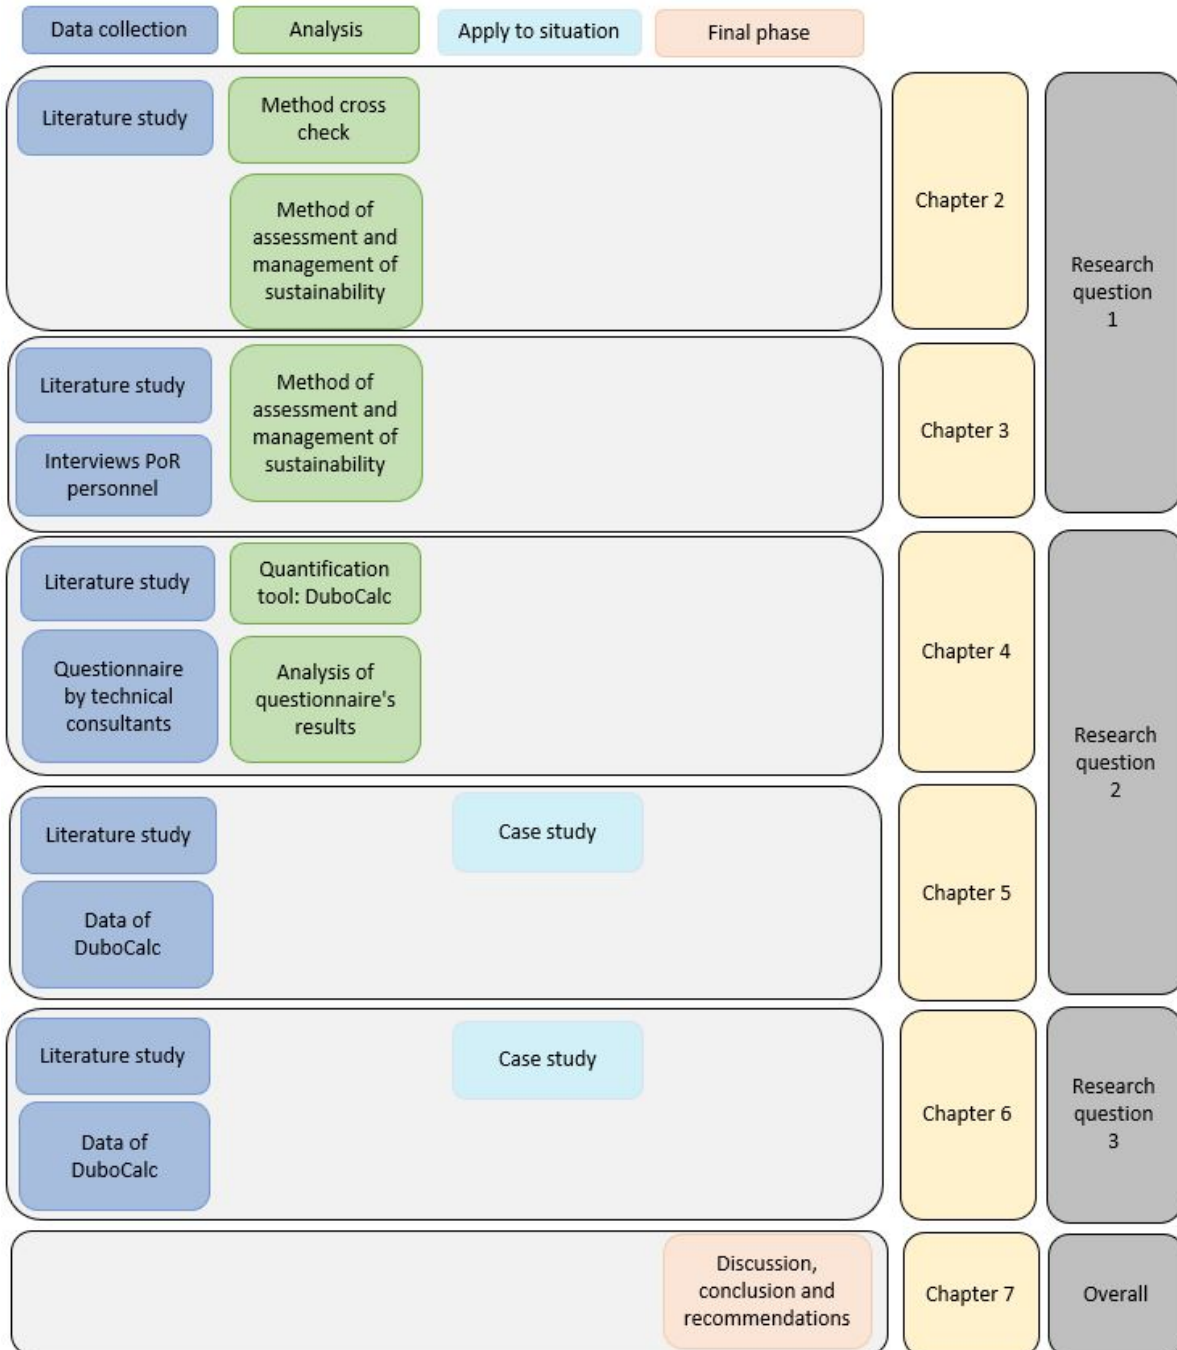 Data collection
Analysis
Apply to situation
Final phase
Literature study
Method cross
check
Method of
assessment and
management of
sustainability
Chapter 2
Research
question
1
Literature study
Interviews PoR
personnel
Method of
assessment and
management of
sustainability
Chapter 3
Literature study
Questionnaire
by technical
consultants
Quantification
tool: DuboCalc
Analysis of
questionnaire's
results
Chapter 4
Research
question
2
Literature study
Data of
DuboCalc
Case study
Chapter 5
Literature study
Data of
DuboCalc
Case study
Chapter 6
Research
question
3
Discussion,
conclusion and
recommendations
Chapter 7
Overall